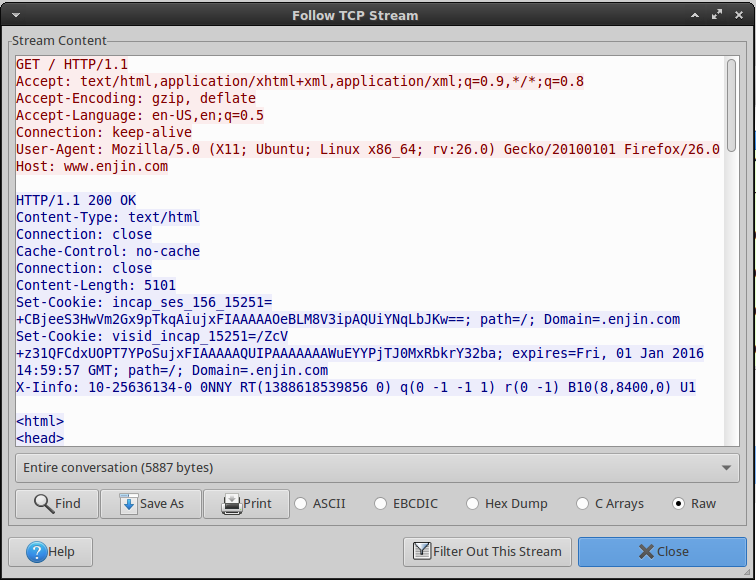 Follow TCP Stream
Stream Content
GET / HTTP/1.1
Accept: text/html,application/xhtml+xml,application/xml;q=0.9,*/*;q=0.8
Accept-Encoding: gzip, deflate
Accept-Language: en-US,en;q=0.5
Connection: keep-alive
User-Agent: Mozilla/5.0 (X11; Ubuntu; Linux x86_64; rv:26.0) Gecko/20100101 Firefox/26.0
Host: www.enjin.com
HTTP/1.1 200 OK
Content-Type: text/html
Connection: close
Cache-Control: no-cache
Connection: close
Content-Length: 5101
Set-Cookie: incap_ses_156_15251=
+CBjeeS3HwVm2Gx9pTkqAiujxFIAAAAAOeBLM8V3ipAQUiYNqLbJKw==; path=/; Domain=.enjin.com
Set-Cookie: visid_incap_15251=/ZcV
+z31QFCdxUOPT7YPoSujxFIAAAAAQUIPAAAAAAAWuEYYPjTJ0MxRbkrY32ba; expires=Fri, 01 Jan 2016
14:59:57 GMT; path=/; Domain=.enjin.com
X-Iinfo: 10-25636134-0 0NNY RT(1388618539856 0) q(0 -1 -1 1) r(0 -1) B10(8,8400,0) U1
<html>
<head>
Entire conversation (5887 bytes)
Find Save As Print ASCII EBCDIC Hex Dump C Arrays Raw
Help Filter Out This Stream Close